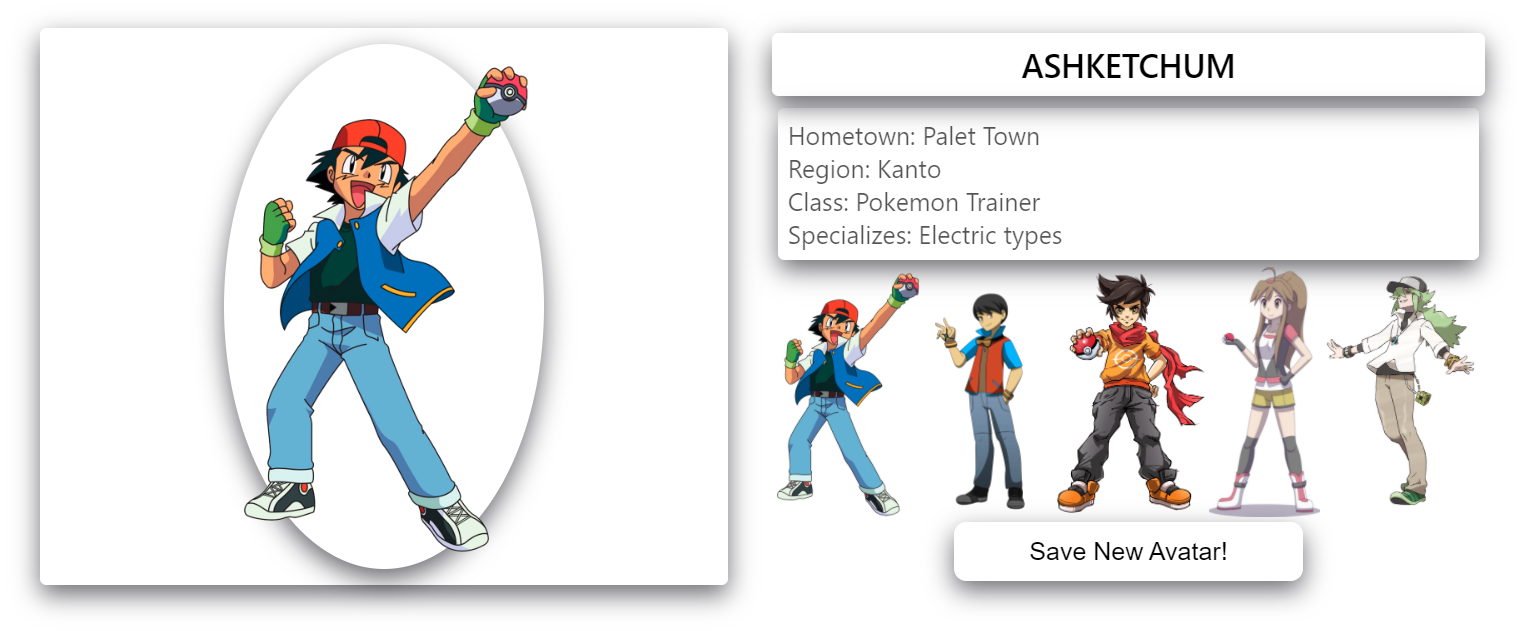 ASHKETCHUM
Hometown: Palet Town
Region: Kanto
Class: Pokemon Trainer
Specializes: Electric types
Save New Avatar!